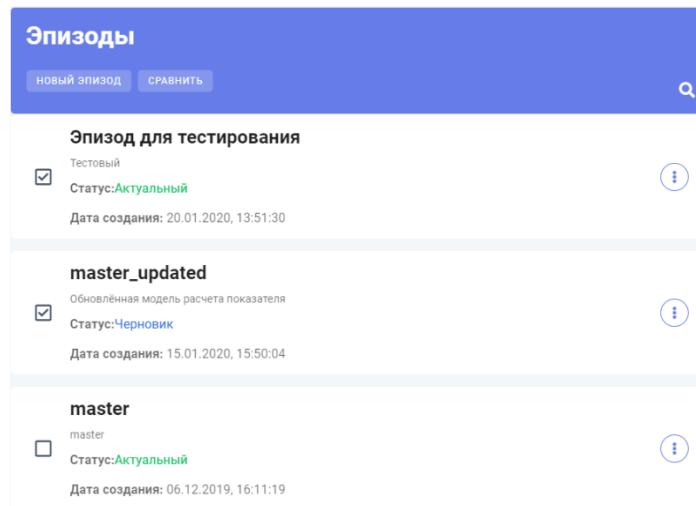 Эпизоды
НОВЫЙ ЭПИЗОД СРАВНИТЬ
Эпизод для тестирования
Тестовый
Статус:Актуальный
Дата создания: 20.01.2020, 13:51:30
master_updated
Обновлённая модель расчета показателя
Статус:Черновик
Дата создания: 15.01.2020, 15:50:04
master
master
Статус:Актуальный
Дата создания: 06.12.2019, 16:11:19